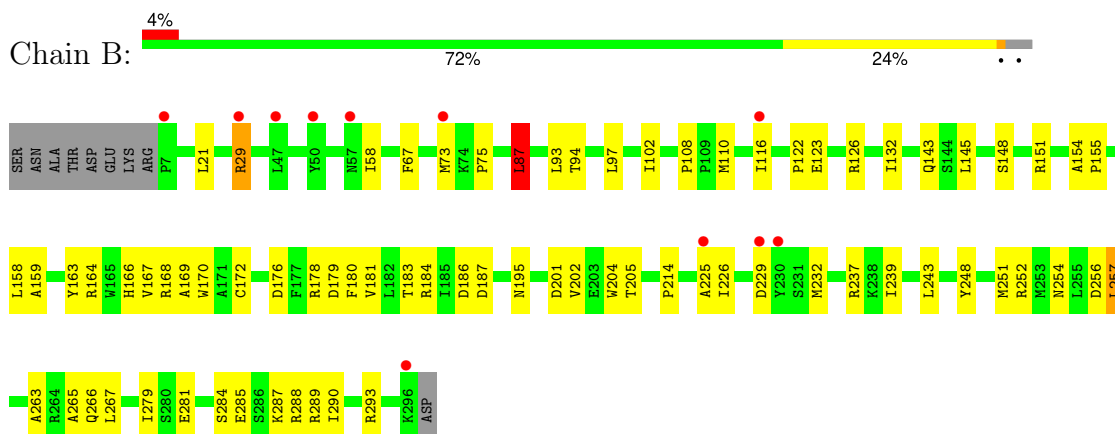 4%
Chain B:
72% 24% • •
SER ASN ALA THR ASP GLU LYS ARG P7 L21 R29 L47 Y50 N57 I58 F67 M73 K74 P75 L87 L93 T94 L97 I102 P108 P109 M110 I116 P122 E123 R126 I132 Q143 S144 L145 S148 R151 A154 P155
L158 A159 Y163 R164 W165 H166 V167 R168 A169 W170 A171 C172 D176 F177 R178 D179 F180 V181 L182 T183 R184 I185 D186 D187 N195 D201 V202 E203 W204 T205 P214 A225 I226 D229 Y230 S231 M232 R237 K238 I239 L243 Y248 M251 R252 M253 N254 L255 D256 L257
A263 R264 A265 Q266 L267 I279 S280 E281 S284 E285 S286 K287 R288 R289 I290 R293 K296 ASP